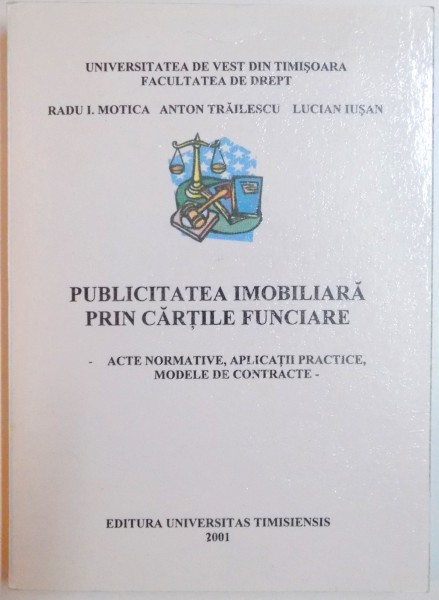 UNIVERSITATEA DE VEST DIN TIMIŞOARA
FACULTATEA DE DREPT
RADU I. MOTICA ANTON TRĂILESCU LUCIAN IUŞAN
PUBLICITATEA IMOBILIARĂ
PRIN CĂRŢILE FUNCIARE
- ACTE NORMATIVE, APLICAŢII PRACTICE,
MODELE DE CONTRACTE -
EDITURA UNIVERSITAS TIMISIENSIS
2001